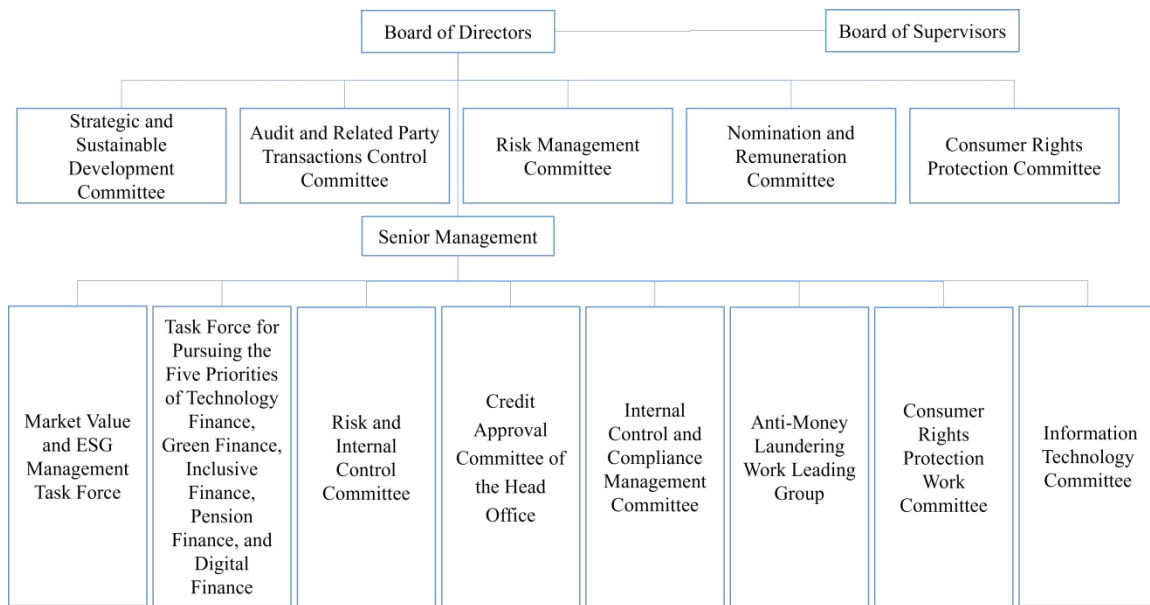 Board of Directors
Board of Supervisors
Strategic and
Sustainable
Development
Committee
Audit and Related Party
Transactions Control
Committee
Risk Management
Committee
Nomination and
Remuneration
Committee
Consumer Rights
Protection Committee
Senior Management
Market Value
and ESG
Management
Task Force
Task Force for
Pursuing the
Five Priorities
of Technology
Finance,
Green Finance,
Inclusive
Finance,
Pension
Finance, and
Digital
Finance
Risk and
Internal
Control
Committee
Credit
Approval
Committee of
the Head
Office
Internal
Control and
Compliance
Management
Committee
Anti-Money
Laundering
Work Leading
Group
Consumer
Rights
Protection
Work
Committee
Information
Technology
Committee